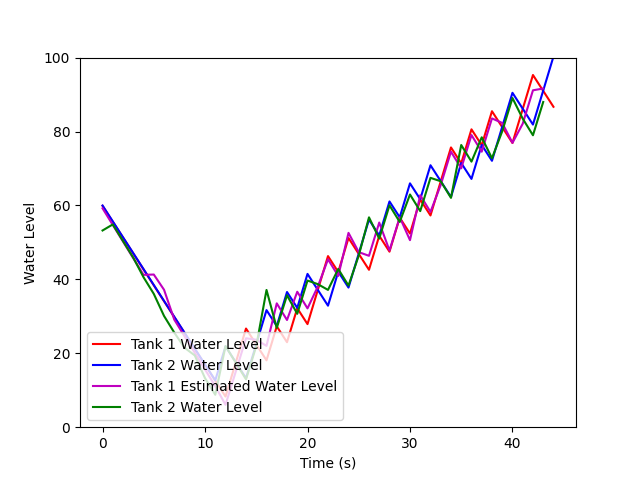 100
80
60
40
20
0
Water Level
Tank 1 Water Level
Tank 2 Water Level
Tank 1 Estimated Water Level
Tank 2 Water Level
0 10 20 30 40
Time (s)